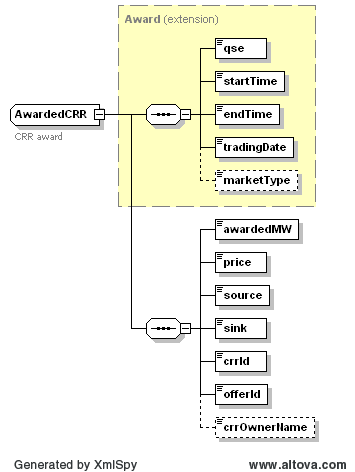 Award (extension)
qse
startTime
AwardedCRR
endTime
CRR award
tradingDate
marketType
awardedMW
price
source
sink
crrId
offerId
crrOwnerName
Generated by XmlSpy
www.altova.com